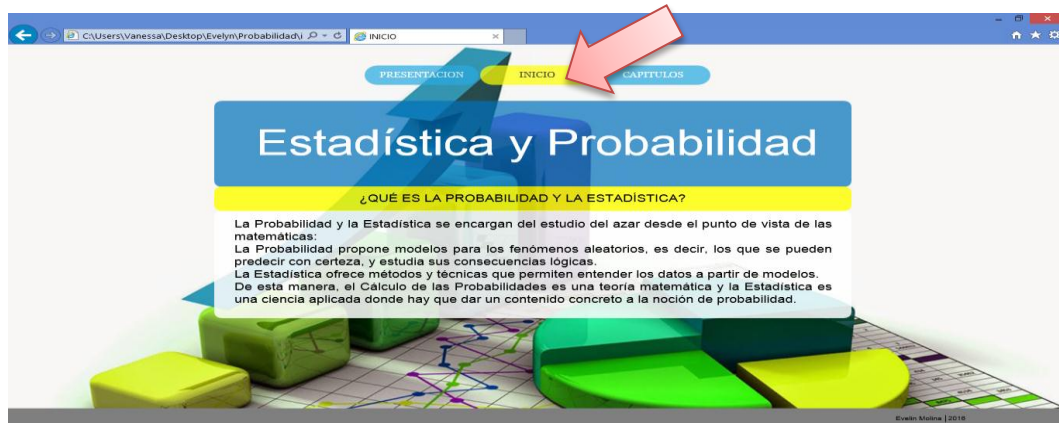 C:\Users\Vanessa\Desktop\Evelyn\Probabilidad\i
INICIO
PRESENTACION
INICIO
CAPITULOS
Estadística y Probabilidad
¿QUÉ ES LA PROBABILIDAD Y LA ESTADÌSTICA?
La Probabilidad y la Estadística se encargan del estudio del azar desde el punto de vista de las
matemáticas:
La Probabilidad propone modelos para los fenómenos aleatorios, es decir, los que se pueden
predecir con certeza, y estudia sus consecuencias lógicas.
La Estadística ofrece métodos y técnicas que permiten entender los datos a partir de modelos.
De esta manera, el Cálculo de las Probabilidades es una teoría matemática y la Estadística es
una ciencia aplicada donde hay que dar un contenido concreto a la noción de probabilidad.
Evelin Molina | 2016